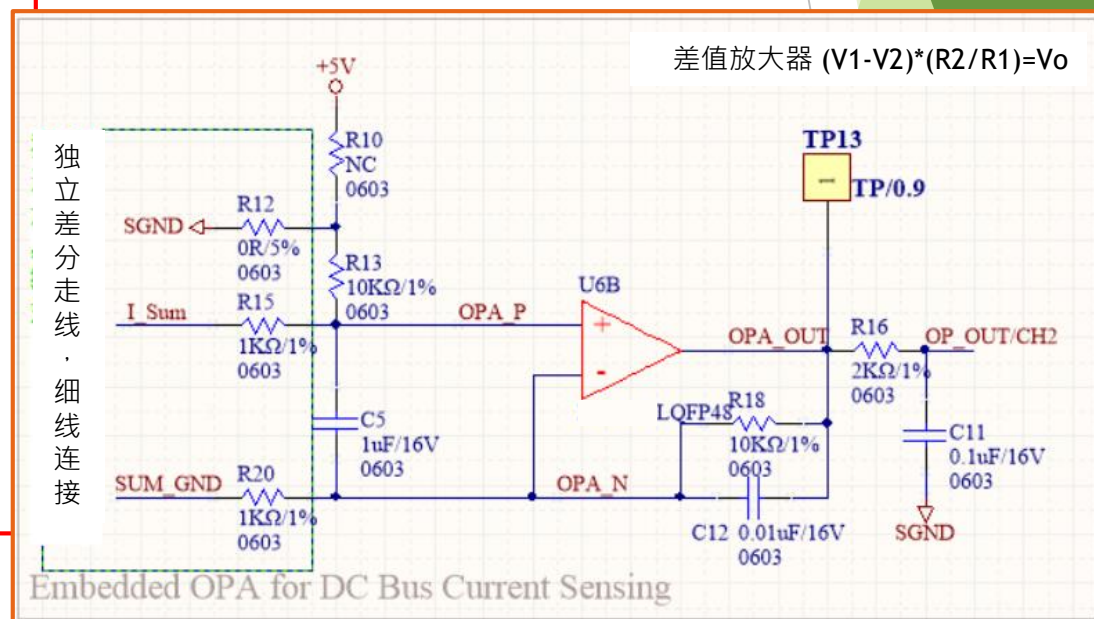 差值放大器 (V1-V2)*(R2/R1)=Vo
+5V
R10
NC
0603
TP13
1
TP/0.9
独立差分走线，细线连接
SGND
R12
0R/5%
0603
R13
10KΩ/1%
0603
I_Sum
R15
1KΩ/1%
0603
OPA_P
U6B
+
-
OPA_OUT
R16
2KΩ/1%
0603
OP_OUT/CH2
C5
1uF/16V
0603
LQFP48
R18
10KΩ/1%
0603
C11
0.1uF/16V
0603
SGND
SUM_GND
R20
1KΩ/1%
0603
OPA_N
C12 0.01uF/16V
0603
Embedded OPA for DC Bus Current Sensing